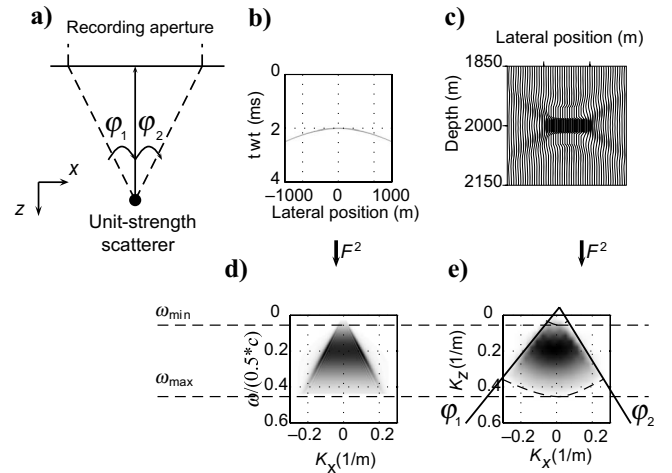 a)
Recording aperture
φ1 φ2
x
z
Unit-strength
scatterer
b)
twt (ms)
0
2
4
−1000 0 1000
Lateral position (m)
F²
c)
Lateral position (m)
Depth (m)
1850
2000
2150
F²
d)
ωmin
ωmax
ω/(0.5*c)
0
0.2
0.4
0.6
−0.2 0 0.2
Kx(1/m)
e)
Kz(1/m)
0
0.2
0.4
0.6
φ1 φ2
−0.2 0 0.2
Kx(1/m)